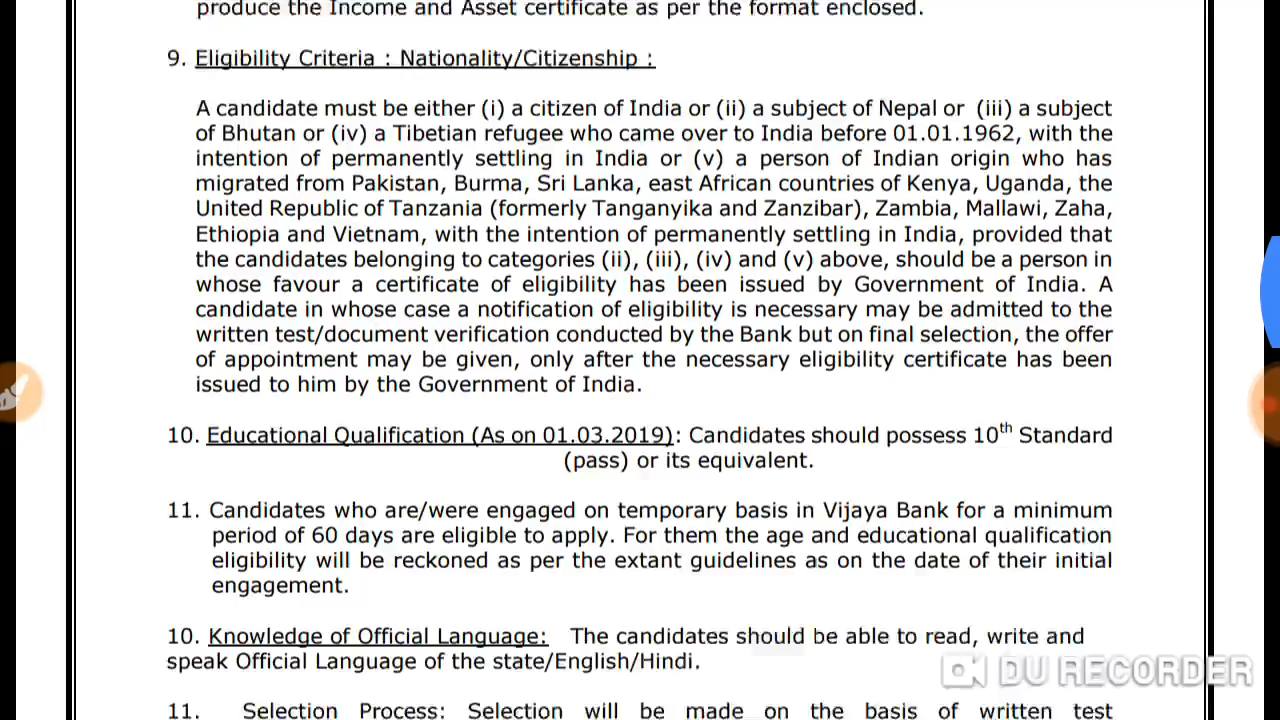 produce the Income and Asset certificate as per the format enclosed.
9. Eligibility Criteria : Nationality/Citizenship :
A candidate must be either (i) a citizen of India or (ii) a subject of Nepal or (iii) a subject
of Bhutan or (iv) a Tibetian refugee who came over to India before 01.01.1962, with the
intention of permanently settling in India or (v) a person of Indian origin who has
migrated from Pakistan, Burma, Sri Lanka, east African countries of Kenya, Uganda, the
United Republic of Tanzania (formerly Tanganyika and Zanzibar), Zambia, Mallawi, Zaha,
Ethiopia and Vietnam, with the intention of permanently settling in India, provided that
the candidates belonging to categories (ii), (iii), (iv) and (v) above, should be a person in
whose favour a certificate of eligibility has been issued by Government of India. A
candidate in whose case a notification of eligibility is necessary may be admitted to the
written test/document verification conducted by the Bank but on final selection, the offer
of appointment may be given, only after the necessary eligibility certificate has been
issued to him by the Government of India.
10. Educational Qualification (As on 01.03.2019): Candidates should possess 10th Standard
(pass) or its equivalent.
11. Candidates who are/were engaged on temporary basis in Vijaya Bank for a minimum
period of 60 days are eligible to apply. For them the age and educational qualification
eligibility will be reckoned as per the extant guidelines as on the date of their initial
engagement.
10. Knowledge of Official Language: The candidates should be able to read, write and
speak Official Language of the state/English/Hindi.
DU RECORDER
11. Selection Process: Selection will be made on the basis of written test